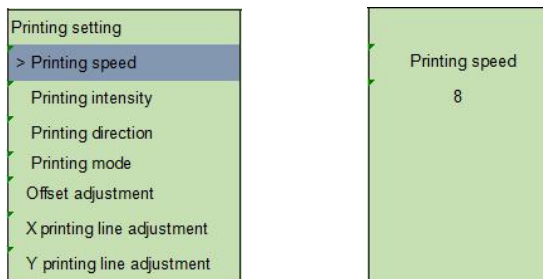 Printing setting
> Printing speed
Printing intensity
Printing direction
Printing mode
Offset adjustment
X printing line adjustment
Y printing line adjustment
Printing speed
8